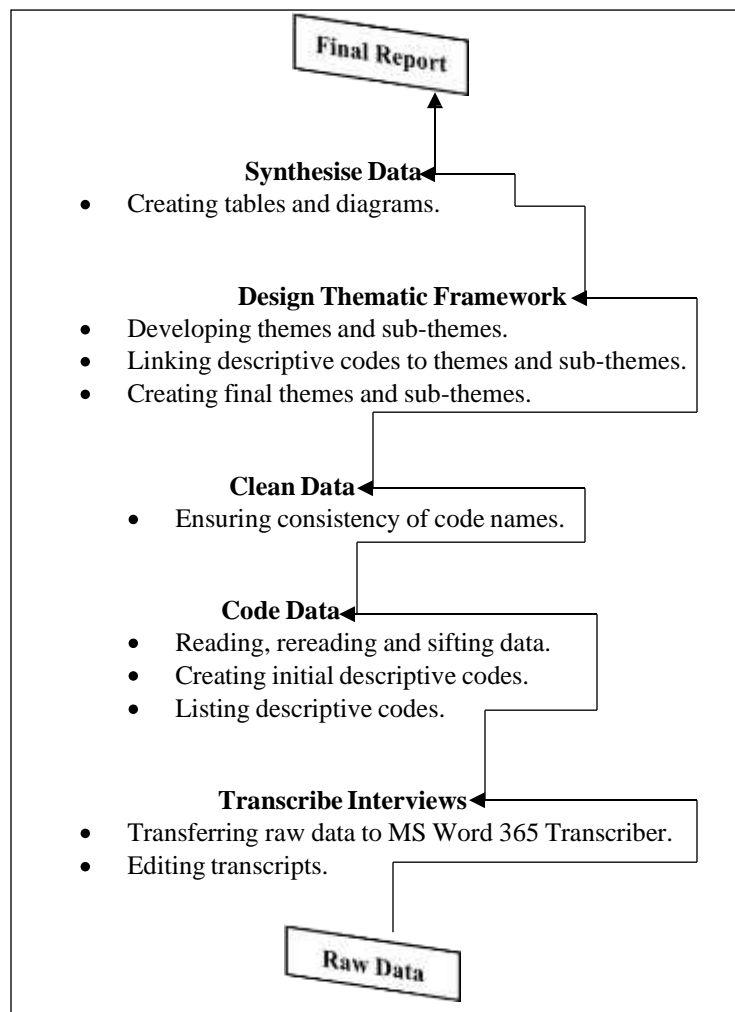 Final Report
Synthesise Data
• Creating tables and diagrams.
Design Thematic Framework
• Developing themes and sub-themes.
• Linking descriptive codes to themes and sub-themes.
• Creating final themes and sub-themes.
Clean Data
• Ensuring consistency of code names.
Code Data
• Reading, rereading and sifting data.
• Creating initial descriptive codes.
• Listing descriptive codes.
Transcribe Interviews
• Transferring raw data to MS Word 365 Transcriber.
• Editing transcripts.
Raw Data